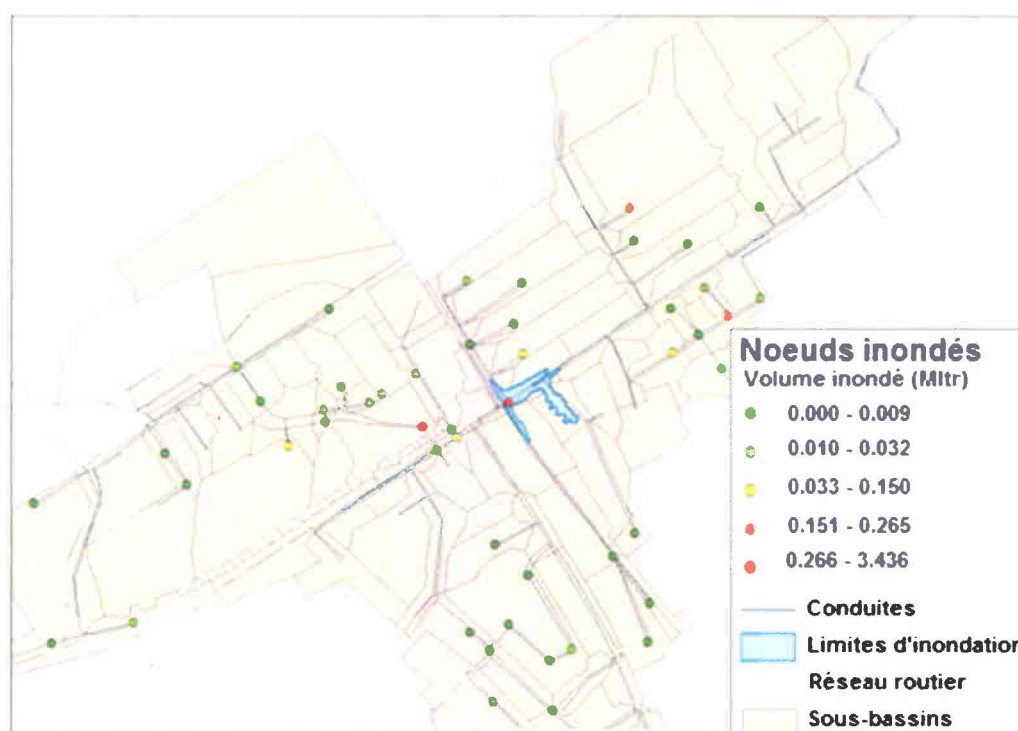 Noeuds inondés
Volume inondé (Mltr)
0.000 - 0.009
0.010 - 0.032
0.033 - 0.150
0.151 - 0.265
0.266 - 3.436
Conduites
Limites d'inondation
Réseau routier
Sous-bassins